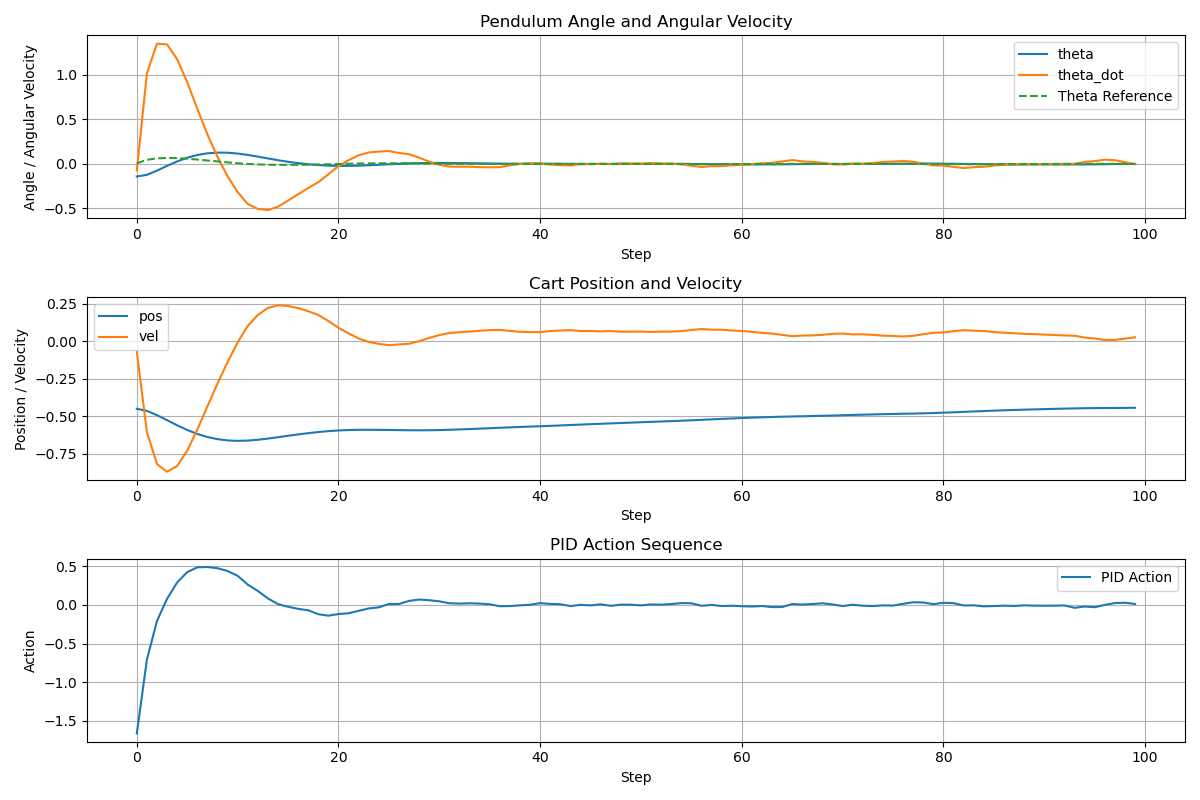 Pendulum Angle and Angular Velocity
Angle / Angular Velocity
1.0
0.5
0.0
−0.5
theta
theta_dot
Theta Reference
0 20 40 60 80 100
Step
Cart Position and Velocity
Position / Velocity
0.25
0.00
−0.25
−0.50
−0.75
pos
vel
0 20 40 60 80 100
Step
PID Action Sequence
Action
0.5
0.0
−0.5
−1.0
−1.5
PID Action
0 20 40 60 80 100
Step